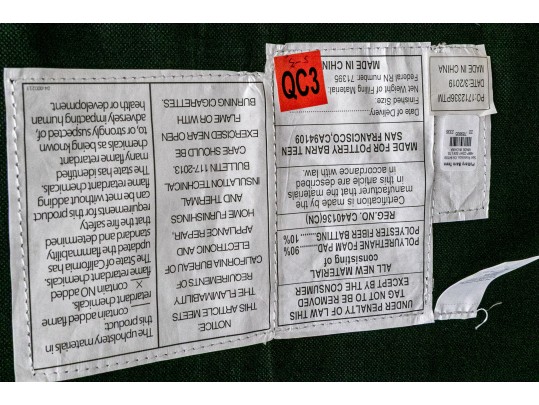 MADE IN CHINA
DATE:3/2019
Pottery Barn Teen
UNDER PENALTY OF LAW THIS
TAG NOT TO BE REMOVED
EXCEPT BY THE CONSUMER
ALL NEW MATERIAL
consisting of
POLYURETHANE FOAM PAD 90%
POLYESTER FIBER BATTING........10%
REG.NO. CA40136(CN)
Certification is made by the
manufacturer that the materials
in this article are described
in accordance with law.
MADE FOR POTTERY BARN TEEN
SAN FRANCISCO,CA94109
Date of Delivery:
Finished Size:
Net Weight of Filling Material:
Federal RN number: 71395
MADE IN CHINA
QC3
NOTICE:
THIS ARTICLE MEETS
THE FLAMMABILITY
REQUIREMENTS OF
CALIFORNIA BUREAU OF
ELECTRONIC AND
APPLIANCE REPAIR,
HOME FURNISHINGS
AND THERMAL
INSULATION TECHNICAL
BULLETIN 117-2013.
CARE SHOULD BE
EXERCISED NEAR OPEN
FLAME OR WITH
BURNING CIGARETTES.
The upholstery materials in
this product:
___contain added flame
retardant chemicals.
_X_contain NO added
flame retardant chemicals.
The State of California has
updated the flammability
standard and determined
that the fire safety
requirements for this product
can be met without adding
flame retardant chemicals.
The state has identified
many flame retardant
chemicals as being known
to, or strongly suspected of,
adversely impacting human
health or development.